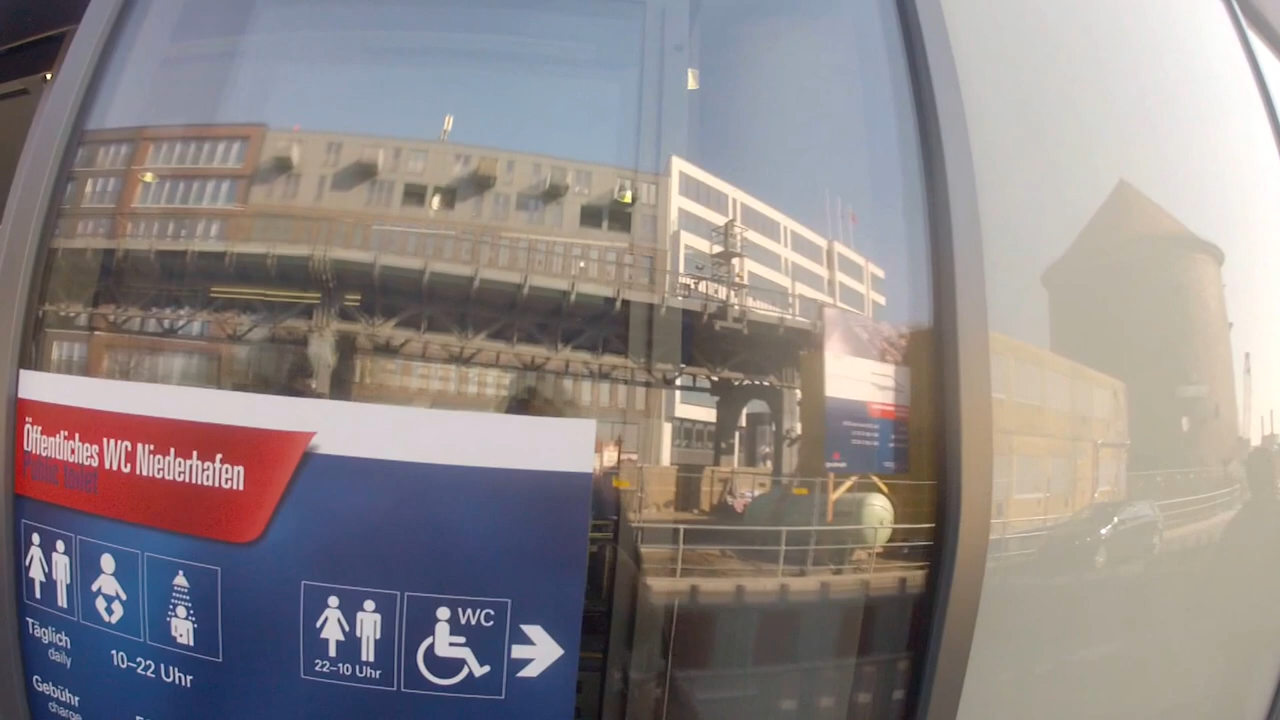 Öffentliches WC Niederhafen
Public toilet
Täglich
daily
10–22 Uhr
22–10 Uhr
WC
Gebühr
charge